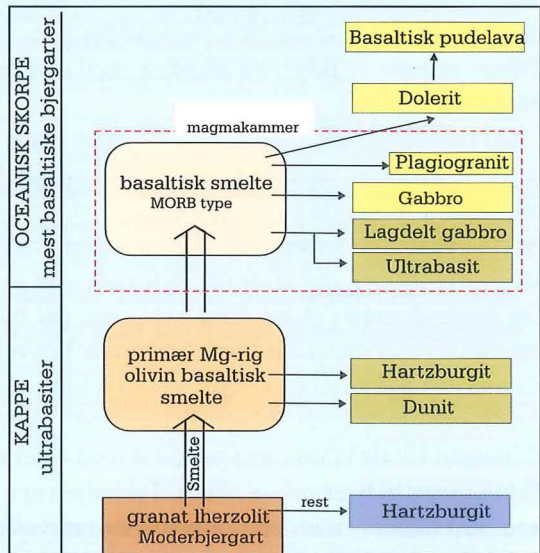 OCEANISK SKORPE
mest basaltiske bjergarter
KAPPE
ultrabasiter
Basaltisk pudelava
Dolerit
magmakammer
basaltisk smelte
MORB type
Plagiogranit
Gabbro
Lagdelt gabbro
Ultrabasit
primær Mg-rig
olivin basaltisk
smelte
Hartzburgit
Dunit
Smelte
granat lherzolit
Moderbjergart
rest
Hartzburgit